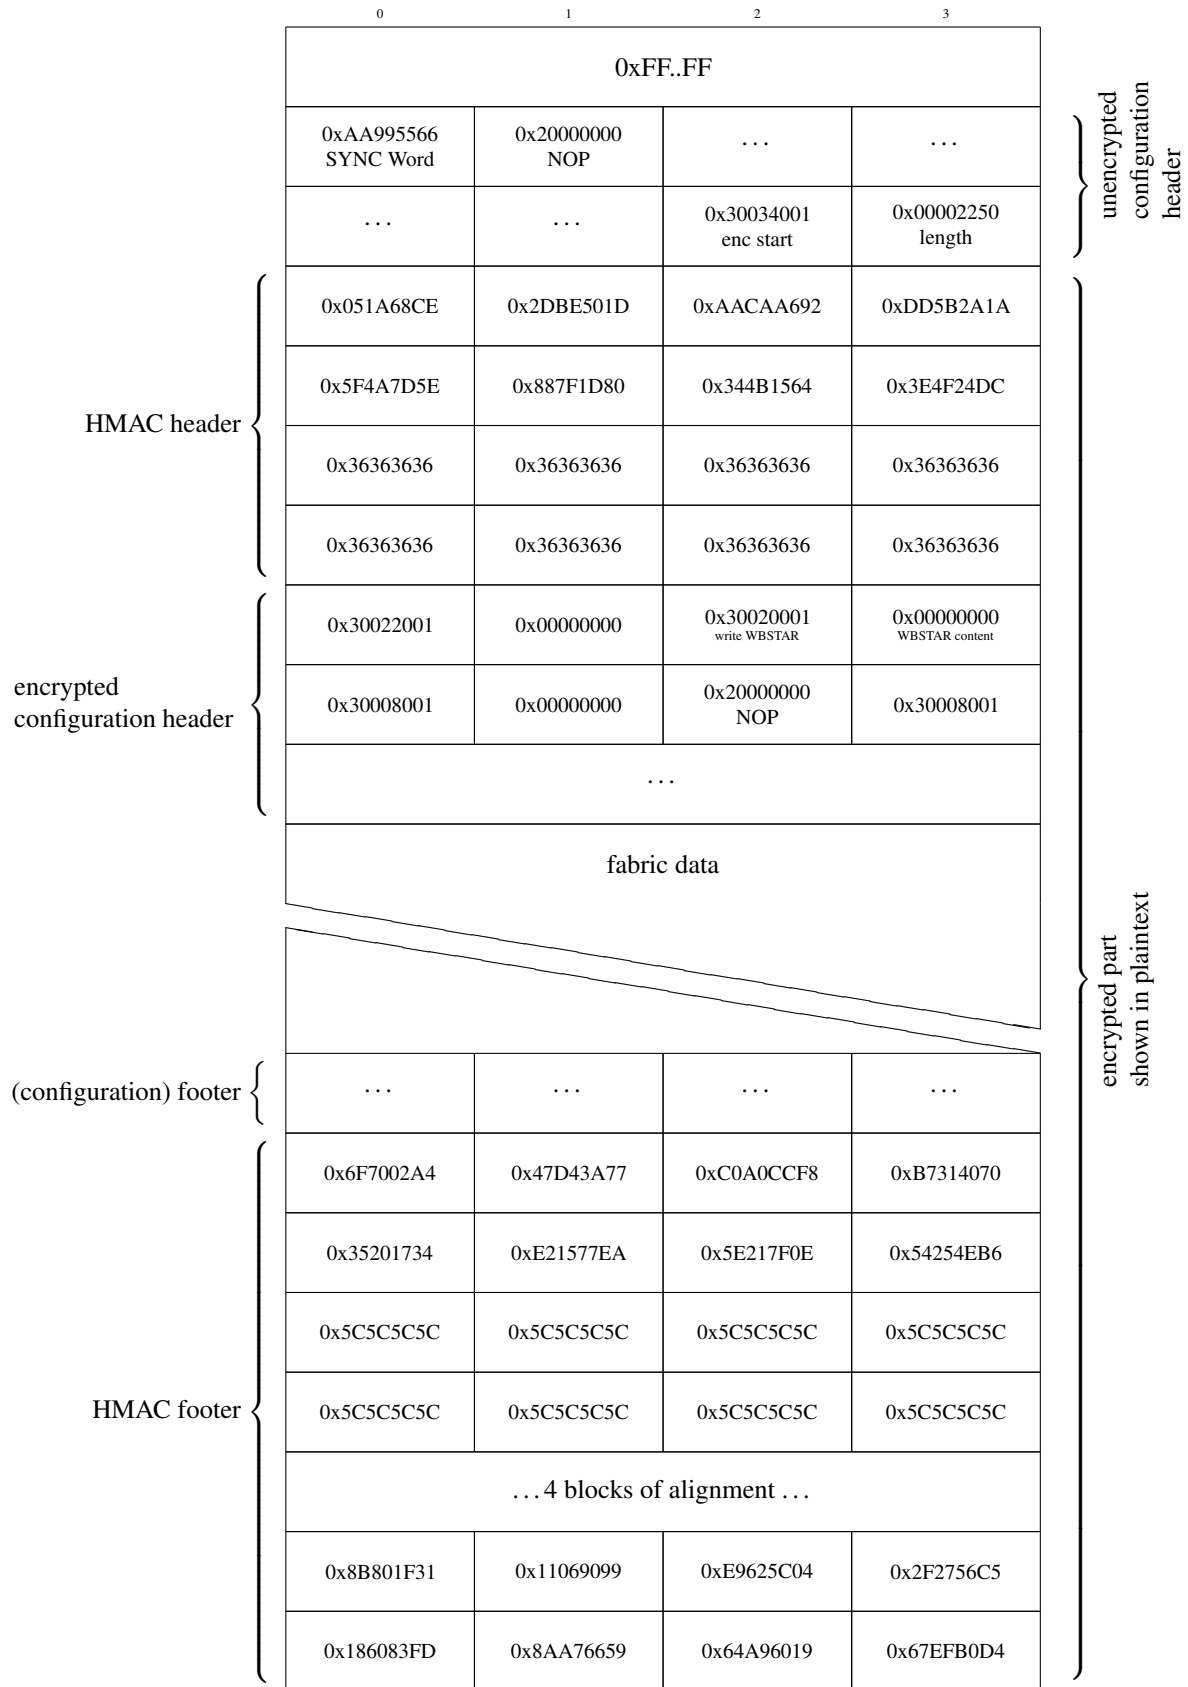 0 1 2 3
0xFF..FF
0xAA995566 0x20000000 ... ...
SYNC Word NOP
unencrypted
configuration
header
... ... 0x30034001 0x00002250
enc start length
HMAC header
0x051A68CE 0x2DBE501D 0xAACAA692 0xDD5B2A1A
0x5F4A7D5E 0x887F1D80 0x344B1564 0x3E4F24DC
0x36363636 0x36363636 0x36363636 0x36363636
0x36363636 0x36363636 0x36363636 0x36363636
encrypted
configuration header
0x30022001 0x00000000 0x30020001 0x00000000
write WBSTAR WBSTAR content
0x30008001 0x00000000 0x20000000 0x30008001
NOP
...
fabric data
encrypted part
shown in plaintext
(configuration) footer
... ... ... ...
HMAC footer
0x6F7002A4 0x47D43A77 0xC0A0CCF8 0xB7314070
0x35201734 0xE21577EA 0x5E217F0E 0x54254EB6
0x5C5C5C5C 0x5C5C5C5C 0x5C5C5C5C 0x5C5C5C5C
0x5C5C5C5C 0x5C5C5C5C 0x5C5C5C5C 0x5C5C5C5C
...4 blocks of alignment ...
0x8B801F31 0x11069099 0xE9625C04 0x2F2756C5
0x186083FD 0x8AA76659 0x64A96019 0x67EFB0D4